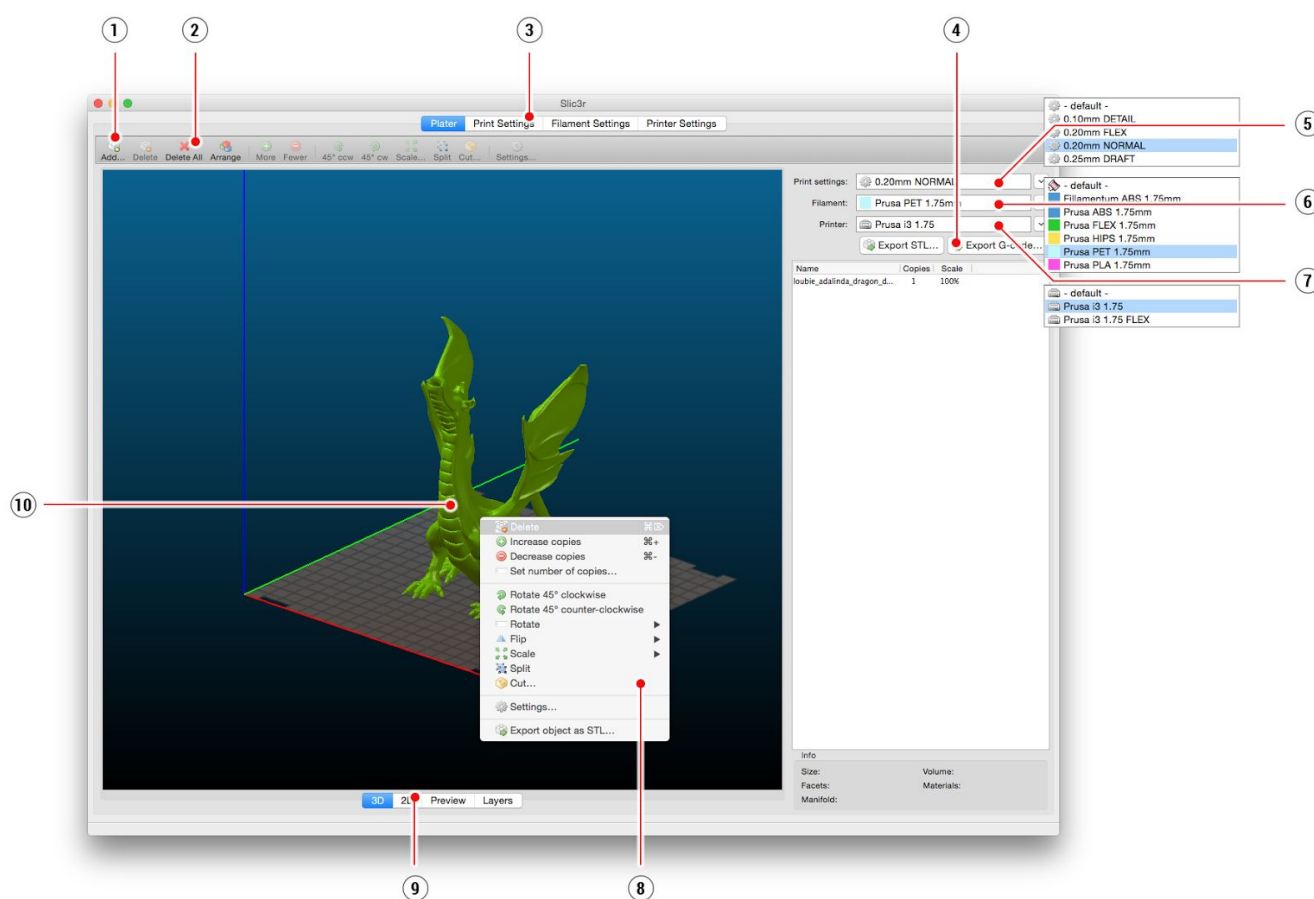 1
2
3
4
Slic3r
Plater Print Settings Filament Settings Printer Settings
Add... Delete Delete All Arrange More Fewer 45° ccw 45° cw Scale... Split Cut... Settings...
Print settings: 0.20mm NORMAL
Filament: Prusa PET 1.75mm
Printer: Prusa i3 1.75
Export STL... Export G-code...
Name Copies Scale
loubie_adalinda_dragon_d... 1 100%
- default -
0.10mm DETAIL
0.20mm FLEX
0.20mm NORMAL
0.25mm DRAFT
5
- default -
Fillamentum ABS 1.75mm
Prusa ABS 1.75mm
Prusa FLEX 1.75mm
Prusa HIPS 1.75mm
Prusa PET 1.75mm
Prusa PLA 1.75mm
6
7
- default -
Prusa i3 1.75
Prusa i3 1.75 FLEX
10
Delete ⌘⌦
Increase copies ⌘+
Decrease copies ⌘-
Set number of copies...
Rotate 45° clockwise
Rotate 45° counter-clockwise
Rotate
Flip
Scale
Split
Cut...
Settings...
Export object as STL...
Info
Size: Volume:
Facets: Materials:
Manifold:
3D 2D Preview Layers
9
8